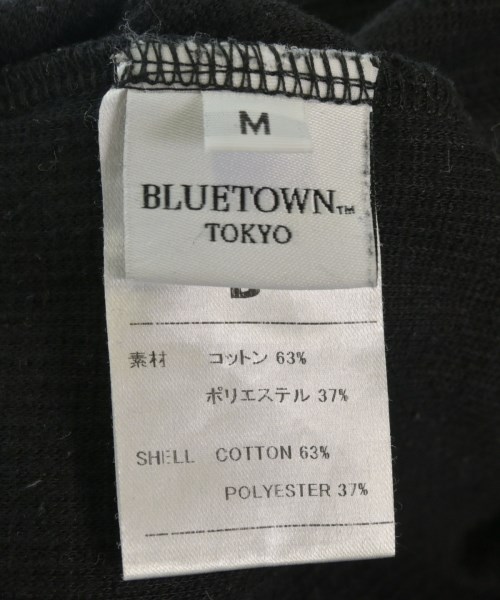 M
BLUETOWN™
TOKYO
素材 コットン 63%
ポリエステル 37%
SHELL COTTON 63%
POLYESTER 37%